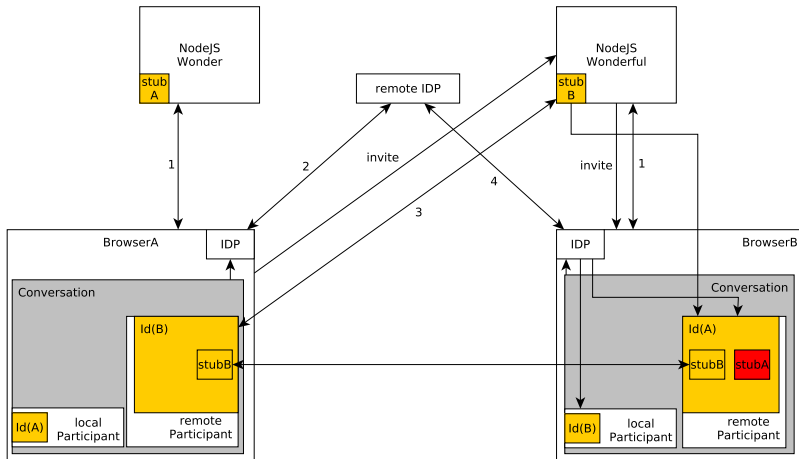 NodeJS
Wonder
stub
A
remote IDP
NodeJS
Wonderful
stub
B
1
2
invite
3
4
invite
1
BrowserA
IDP
Conversation
Id(B)
stubB
Id(A)
local
Participant
remote
Participant
IDP
BrowserB
Conversation
Id(A)
stubB
stubA
Id(B)
local
Participant
remote
Participant